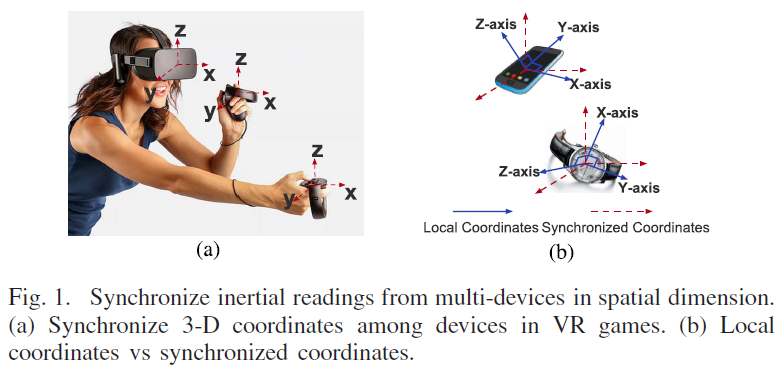 z
x
y
z
x
y
z
x
y
(a)
Z-axis
Y-axis
X-axis
X-axis
Z-axis
Y-axis
Local Coordinates Synchronized Coordinates
(b)
Fig. 1. Synchronize inertial readings from multi-devices in spatial dimension.
(a) Synchronize 3-D coordinates among devices in VR games. (b) Local
coordinates vs synchronized coordinates.